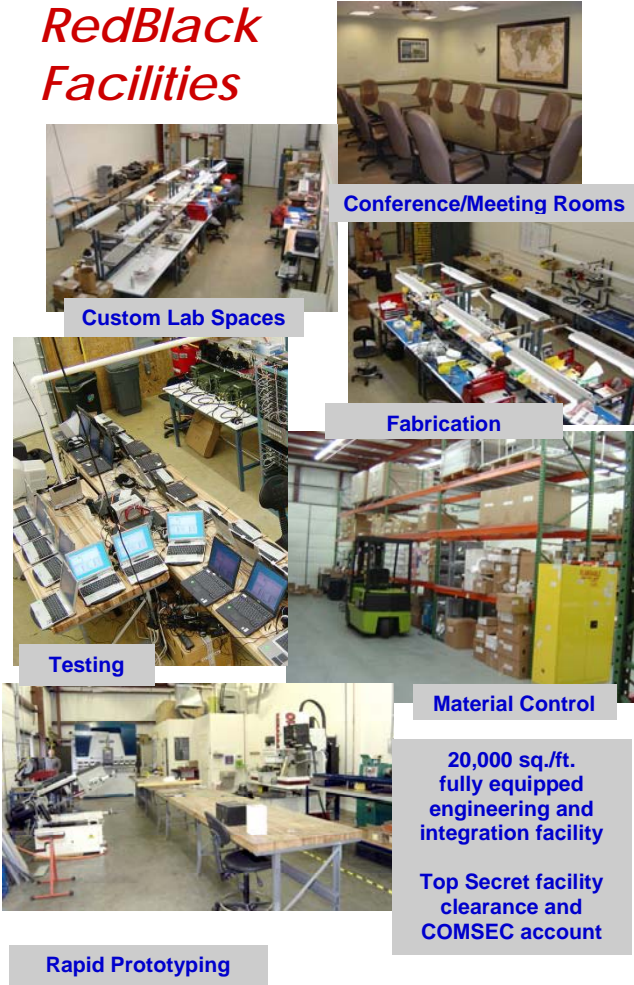 RedBlack
Facilities
Conference/Meeting Rooms
Custom Lab Spaces
Fabrication
Testing
Material Control
20,000 sq./ft.
fully equipped
engineering and
integration facility
Top Secret facility
clearance and
COMSEC account
Rapid Prototyping